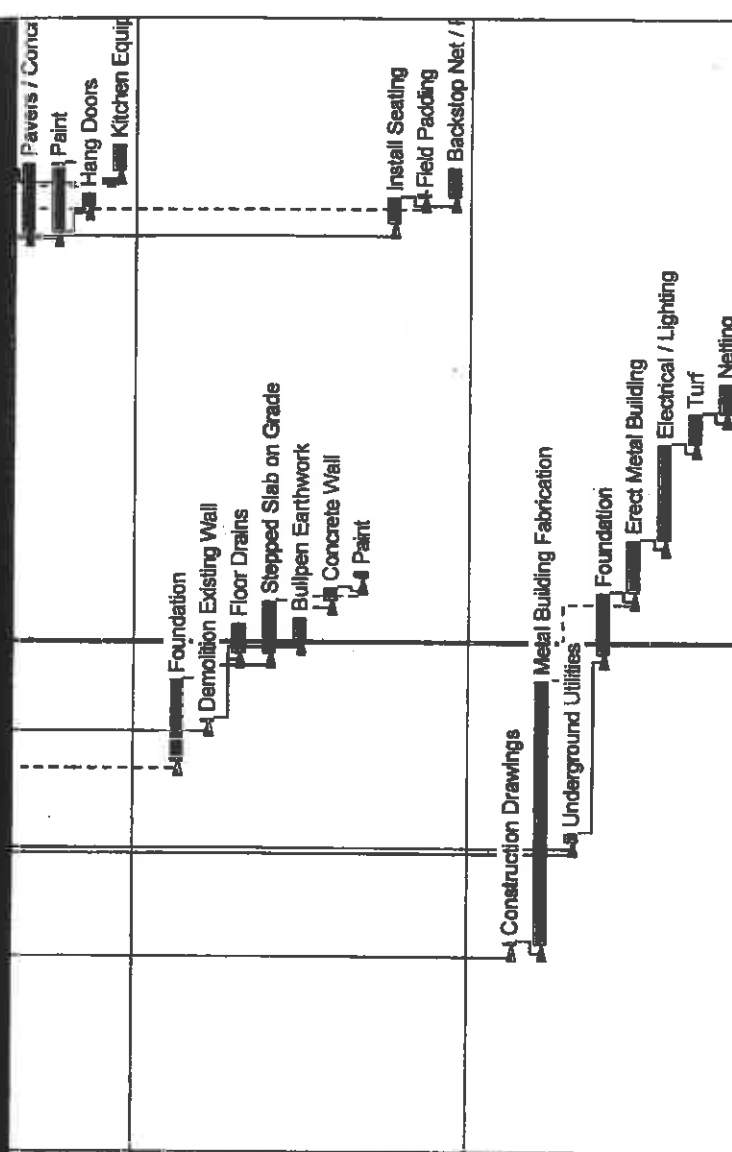 Pavers / Conc
Paint
Hang Doors
Kitchen Equip
Foundation
Demolition Existing Wall
Floor Drains
Stepped Slab on Grade
Bullpen Earthwork
Concrete Wall
Paint
Install Seating
Field Padding
Backstop Net /
Construction Drawings
Metal Building Fabrication
Underground Utilities
Foundation
Erect Metal Building
Electrical / Lighting
Turf
Netting